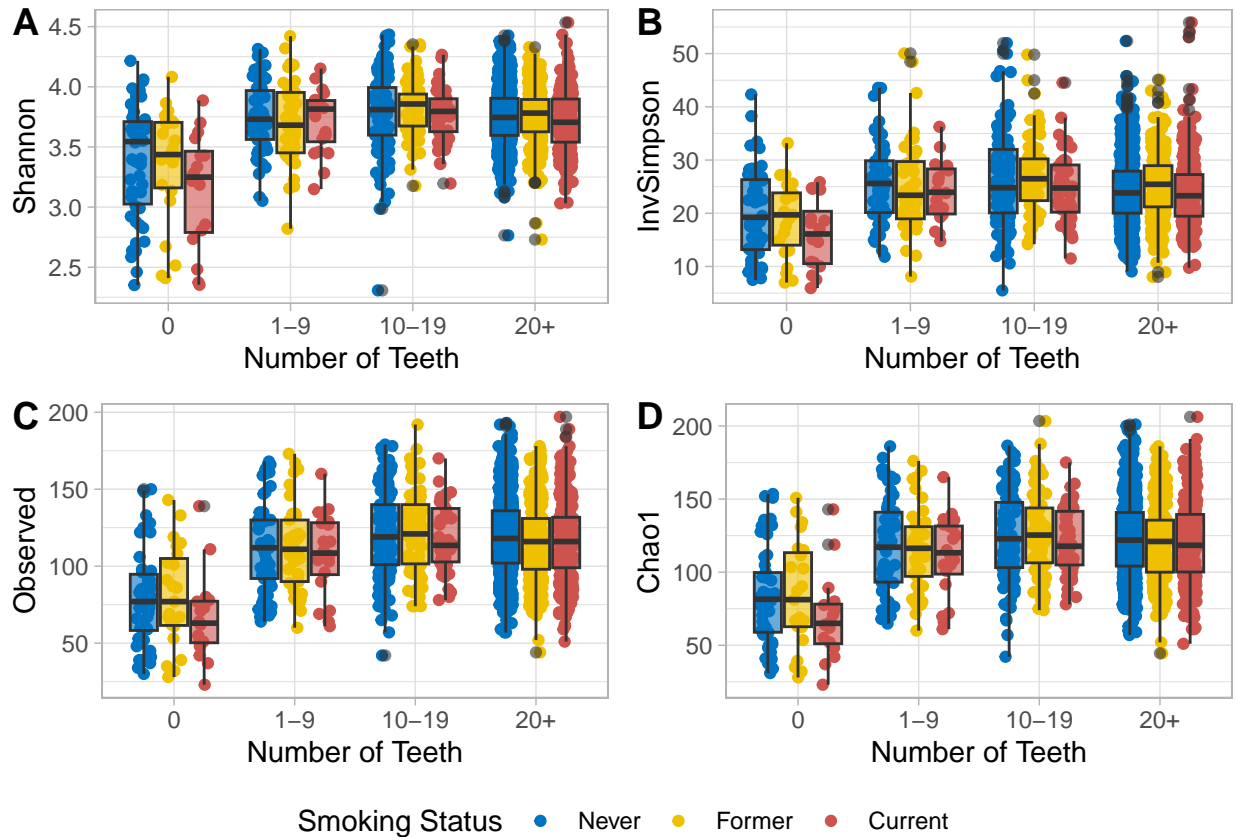 A
Shannon
4.5
4.0
3.5
3.0
2.5
0
1–9
10–19
20+
Number of Teeth
B
InvSimpson
50
40
30
20
10
0
1–9
10–19
20+
Number of Teeth
C
Observed
200
150
100
50
0
1–9
10–19
20+
Number of Teeth
D
Chao1
200
150
100
50
0
1–9
10–19
20+
Number of Teeth
Smoking Status Never Former Current